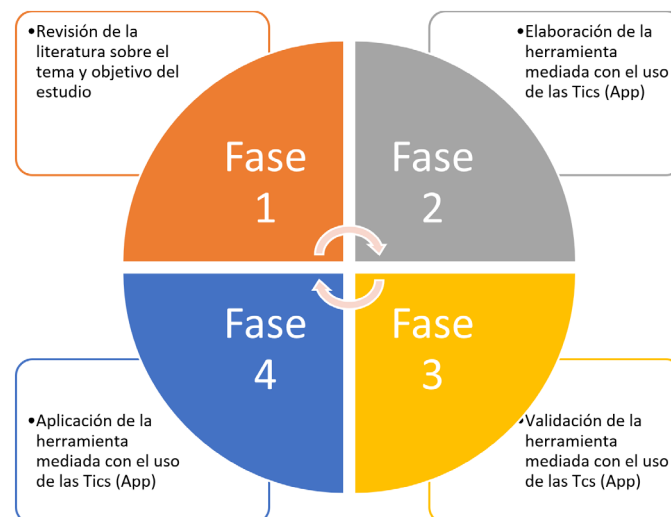 •Revisión de la
literatura sobre el
tema y objetivo del
estudio
•Elaboración de la
herramienta
mediada con el uso
de las Tics (App)
Fase
1
Fase
2
Fase
4
Fase
3
•Aplicación de la
herramienta
mediada con el uso
de las Tics (App)
•Validación de la
herramienta
mediada con el uso
de las Tcs (App)